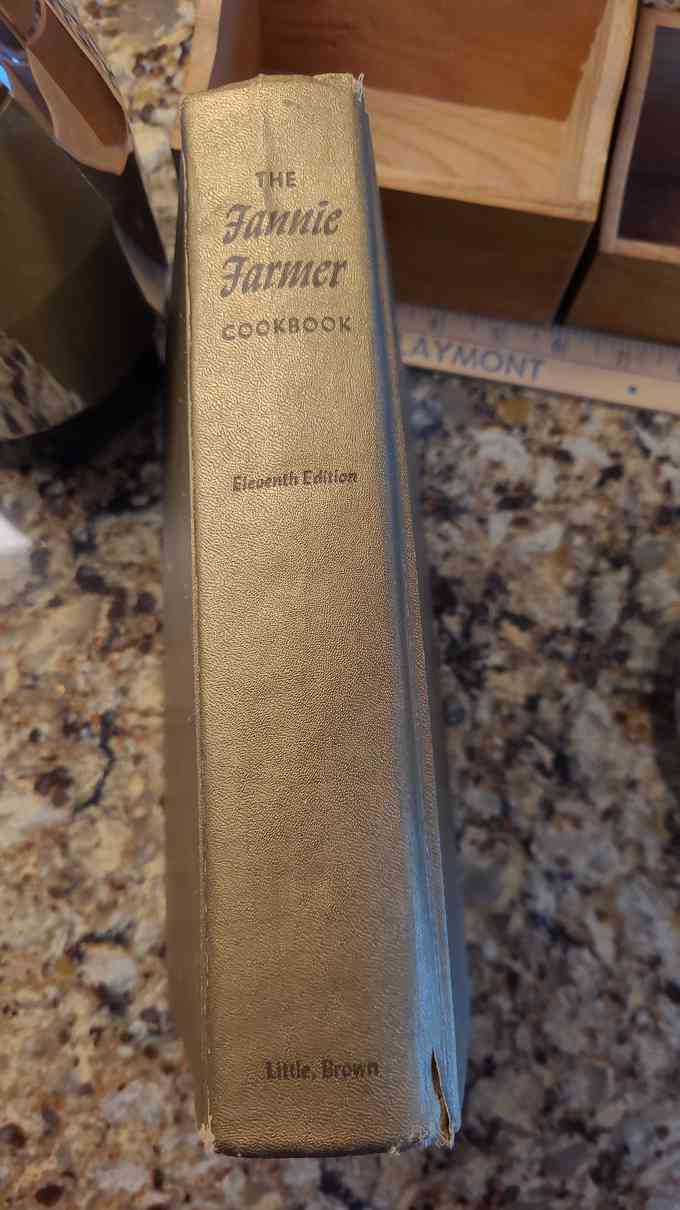 THE
Fannie
Farmer
COOKBOOK
Eleventh Edition
Little, Brown
AYMONT